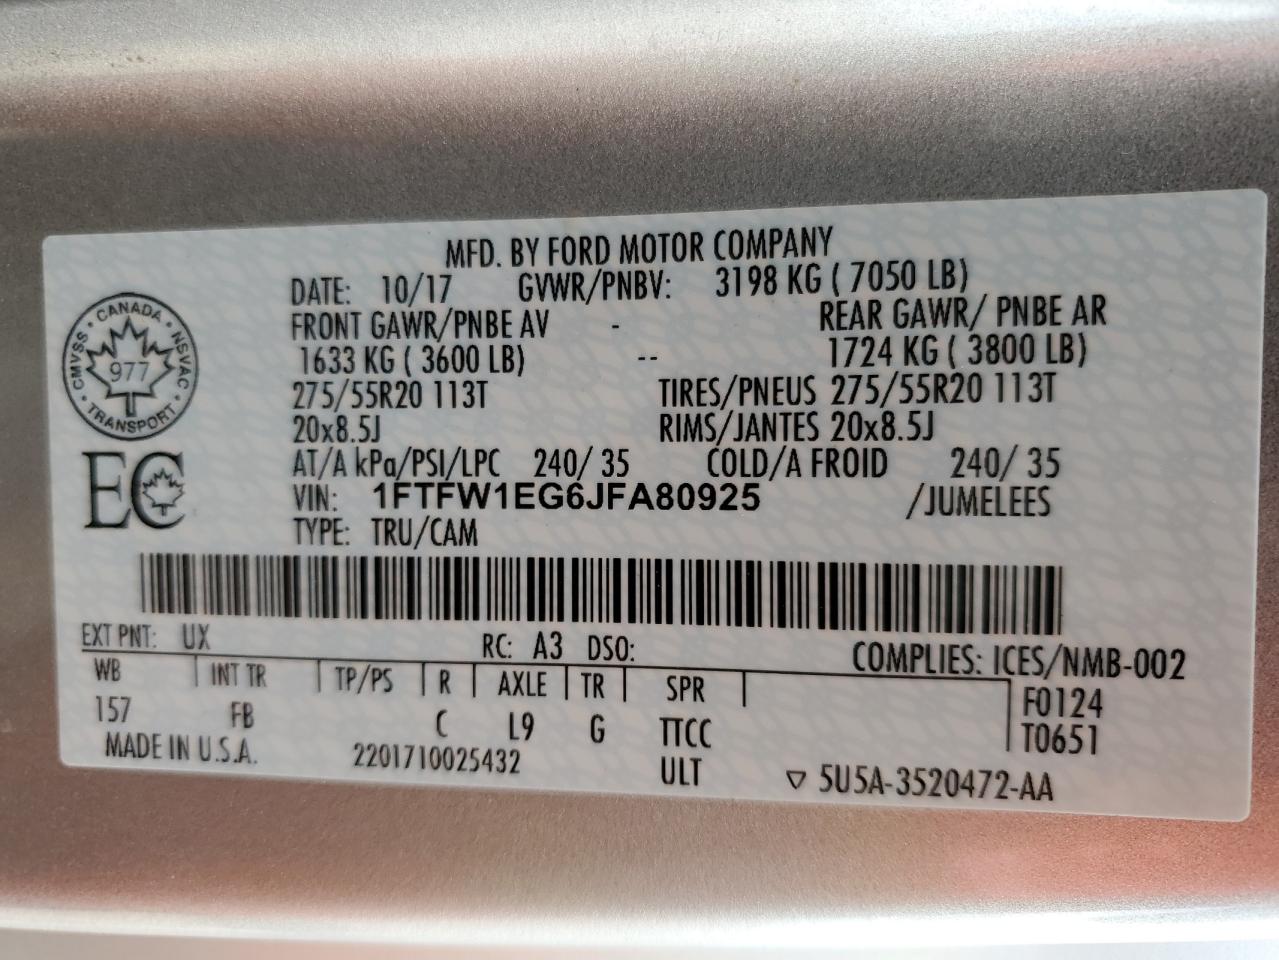 MFD. BY FORD MOTOR COMPANY
DATE: 10/17 GVWR/PNBV: 3198 KG ( 7050 LB)
FRONT GAWR/PNBE AV - REAR GAWR/ PNBE AR
1633 KG ( 3600 LB) -- 1724 KG ( 3800 LB)
275/55R20 113T TIRES/PNEUS 275/55R20 113T
20x8.5J RIMS/JANTES 20x8.5J
AT/A kPa/PSI/LPC 240/ 35 COLD/A FROID 240/ 35
VIN: 1FTFW1EG6JFA80925 /JUMELEES
TYPE: TRU/CAM
CANADA
CMVSS NSVAC
977
TRANSPORT
EC
EXT PNT: UX RC: A3 DSO: COMPLIES: ICES/NMB-002
WB INT TR TP/PS R AXLE TR SPR F0124
157 FB C L9 G TTCC T0651
MADE IN U.S.A. 2201710025432 ULT ▽ 5U5A-3520472-AA